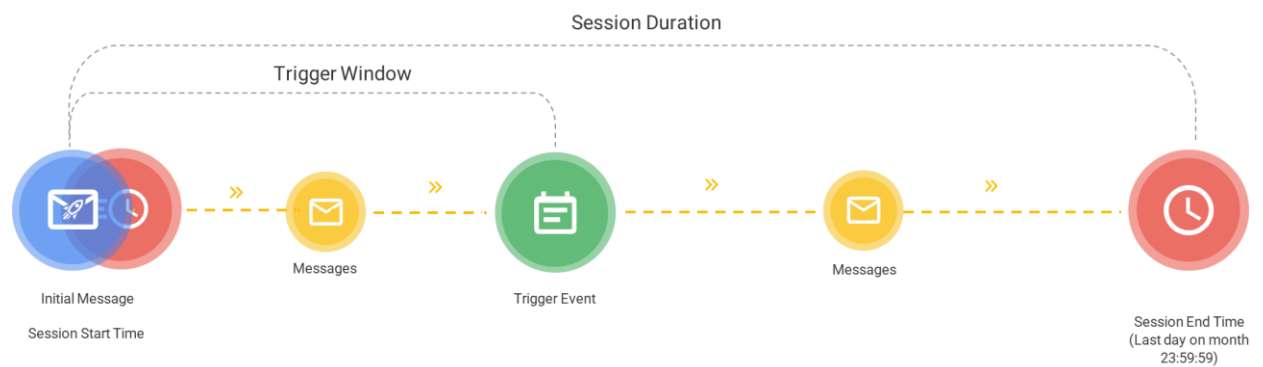 Session Duration
Trigger Window
Messages
Messages
Initial Message
Trigger Event
Session Start Time
Session End Time
(Last day on month
23:59:59)